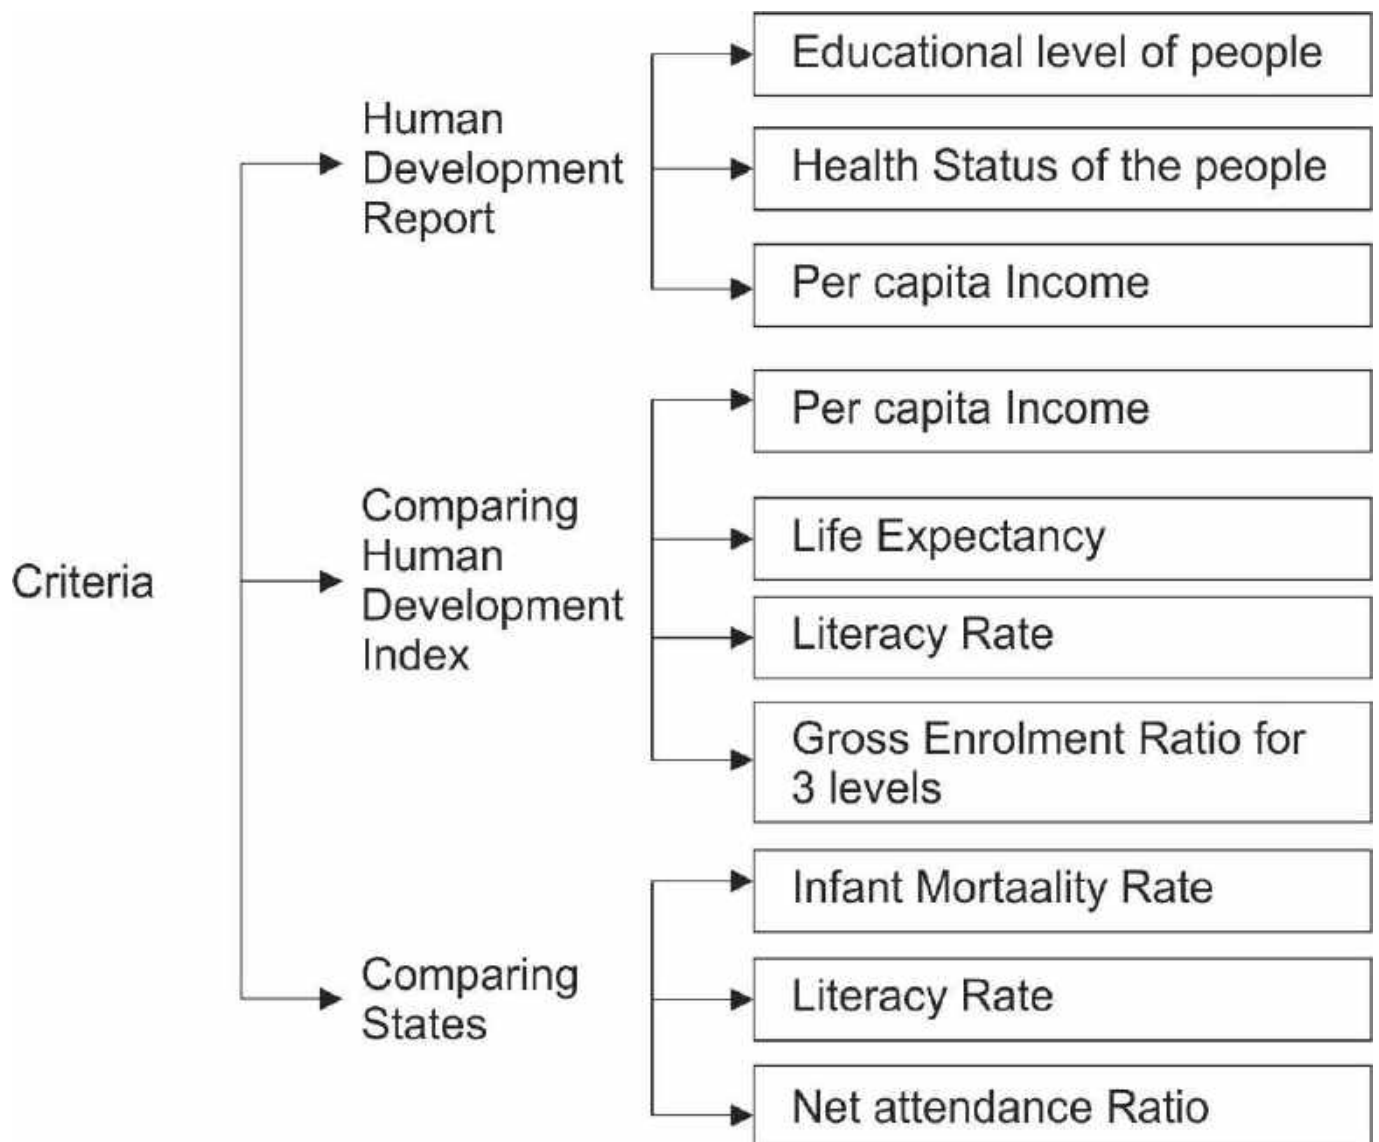 Criteria
Human
Development
Report
Educational level of people
Health Status of the people
Per capita Income
Comparing
Human
Development
Index
Per capita Income
Life Expectancy
Literacy Rate
Gross Enrolment Ratio for
3 levels
Comparing
States
Infant Mortaality Rate
Literacy Rate
Net attendance Ratio